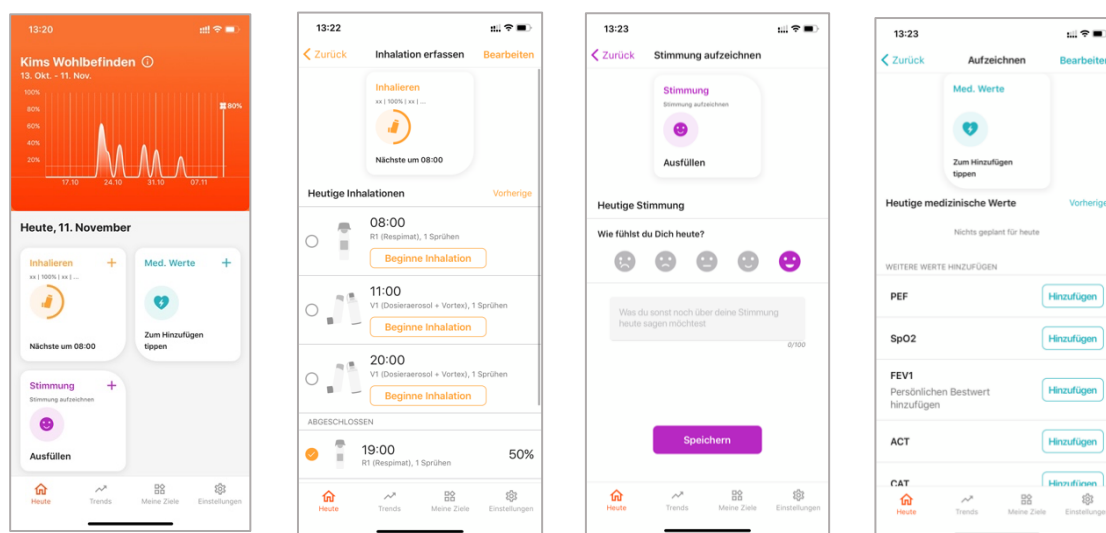 13:20
Kims Wohlbefinden
13. Okt. - 11. Nov.
100%
80%
60%
40%
20%
80%
17.10 24.10 31.10 07.11
Heute, 11. November
Inhalieren +
xx | 100% | xx | ...
Nächste um 08:00
Med. Werte +
Zum Hinzufügen
tippen
Stimmung +
Stimmung aufzeichnen
Ausfüllen
Heute Trends Meine Ziele Einstellungen
13:22
Zurück Inhalation erfassen Bearbeiten
Inhalieren
xx | 100% | xx | ...
Nächste um 08:00
Heutige Inhalationen Vorherige
08:00
R1 (Respimat), 1 Sprühen
Beginne Inhalation
11:00
V1 (Dosieraerosol + Vortex), 1 Sprühen
Beginne Inhalation
20:00
V1 (Dosieraerosol + Vortex), 1 Sprühen
Beginne Inhalation
ABGESCHLOSSEN
19:00 50%
R1 (Respimat), 1 Sprühen
Heute Trends Meine Ziele Einstellungen
13:23
Zurück Stimmung aufzeichnen
Stimmung
Stimmung aufzeichnen
Ausfüllen
Heutige Stimmung
Wie fühlst du Dich heute?
Was du sonst noch über deine Stimmung
heute sagen möchtest
0/100
Speichern
Heute Trends Meine Ziele Einstellungen
13:23
Zurück Aufzeichnen Bearbeiten
Med. Werte
Zum Hinzufügen
tippen
Heutige medizinische Werte Vorherige
Nichts geplant für heute
WEITERE WERTE HINZUFÜGEN
PEF Hinzufügen
SpO2 Hinzufügen
FEV1
Persönlichen Bestwert
hinzufügen
Hinzufügen
ACT Hinzufügen
CAT Hinzufügen
Heute Trends Meine Ziele Einstellungen